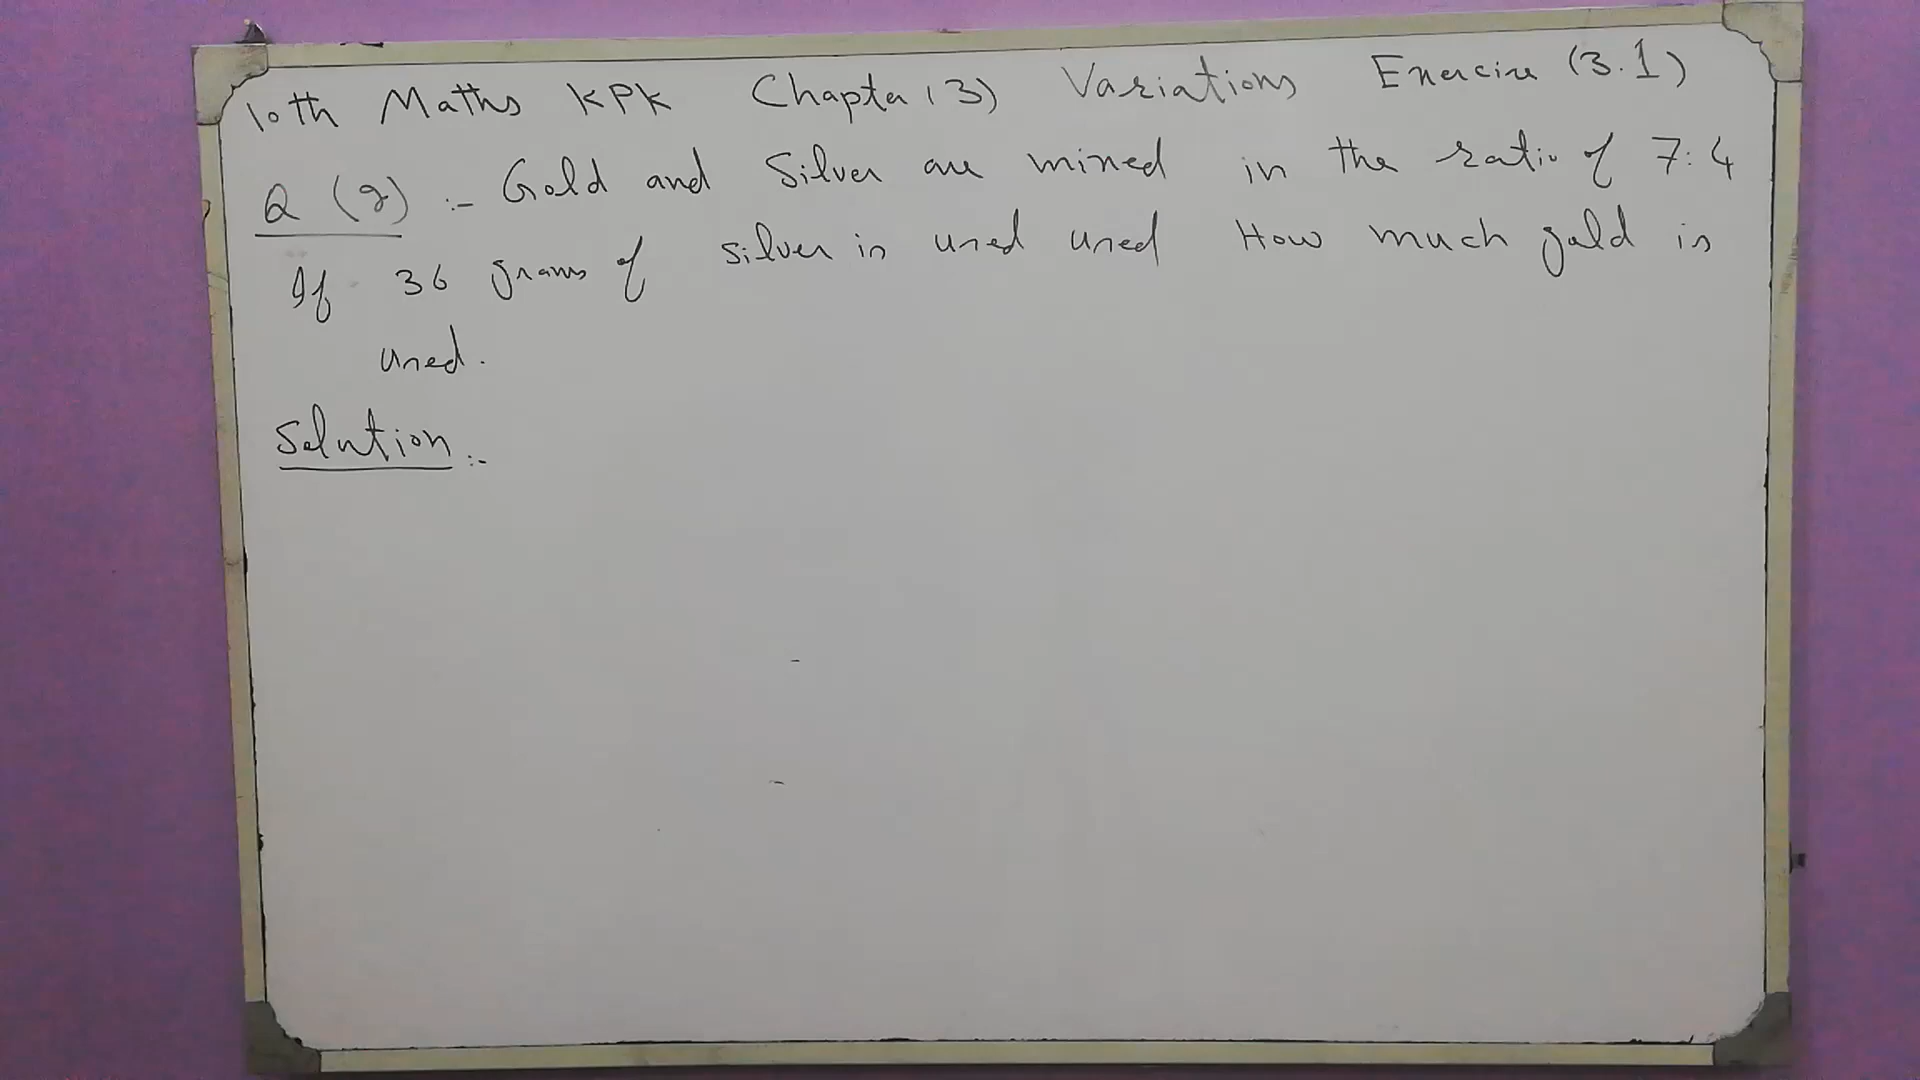 10th Maths KPK Chapter (3) Variations Exercise (3.1)
Q (8) :- Gold and Silver are mixed in the ratio of 7:4
If 36 grams of silver is used used How much gold is
used.
Solution :-